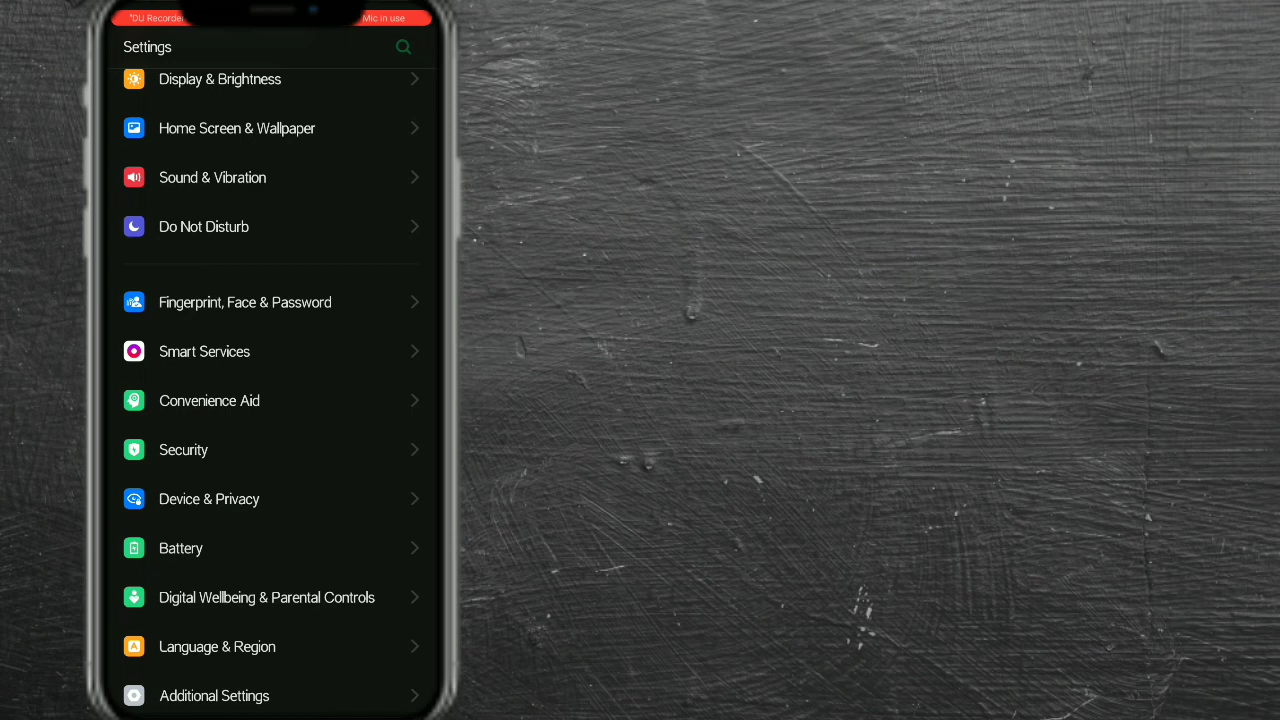 "DU Recorder
Mic in use
Settings
Display & Brightness
Home Screen & Wallpaper
Sound & Vibration
Do Not Disturb
Fingerprint, Face & Password
Smart Services
Convenience Aid
Security
Device & Privacy
Battery
Digital Wellbeing & Parental Controls
Language & Region
Additional Settings